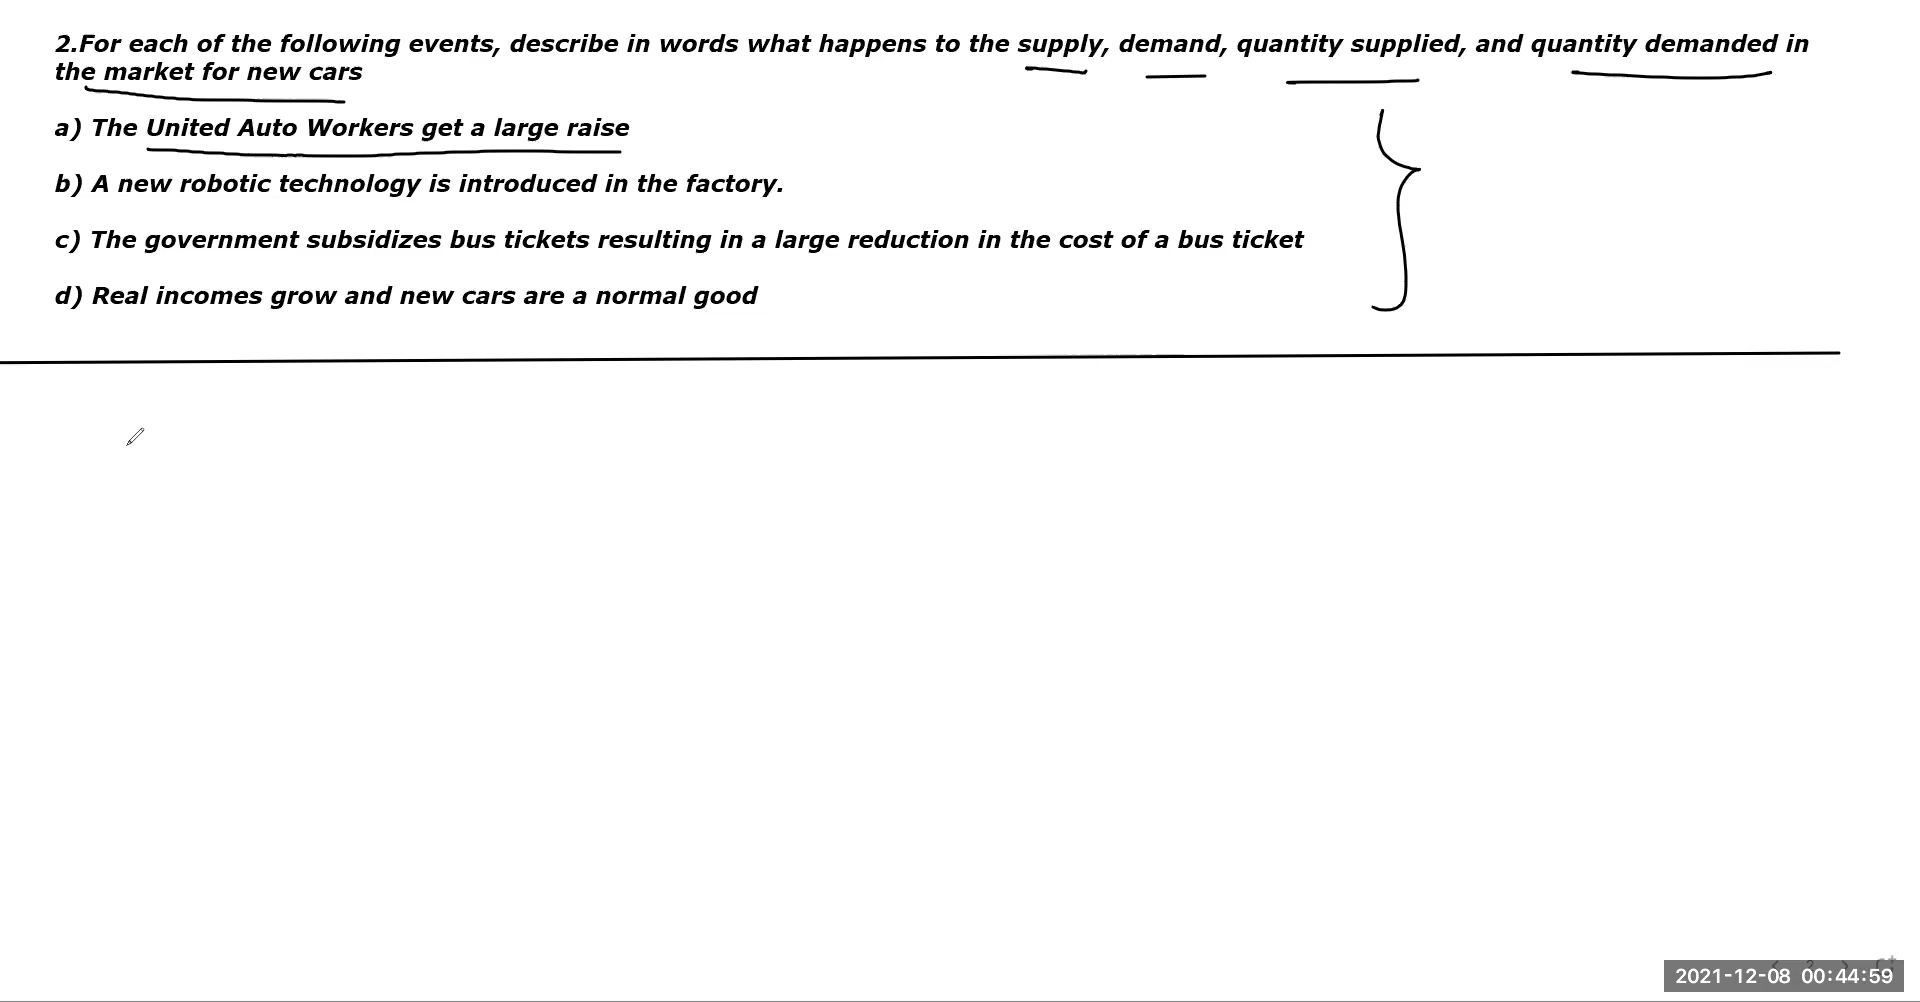 2.For each of the following events, describe in words what happens to the supply, demand, quantity supplied, and quantity demanded in
the market for new cars
a) The United Auto Workers get a large raise
b) A new robotic technology is introduced in the factory.
c) The government subsidizes bus tickets resulting in a large reduction in the cost of a bus ticket
d) Real incomes grow and new cars are a normal good
2021-12-08 00:44:59